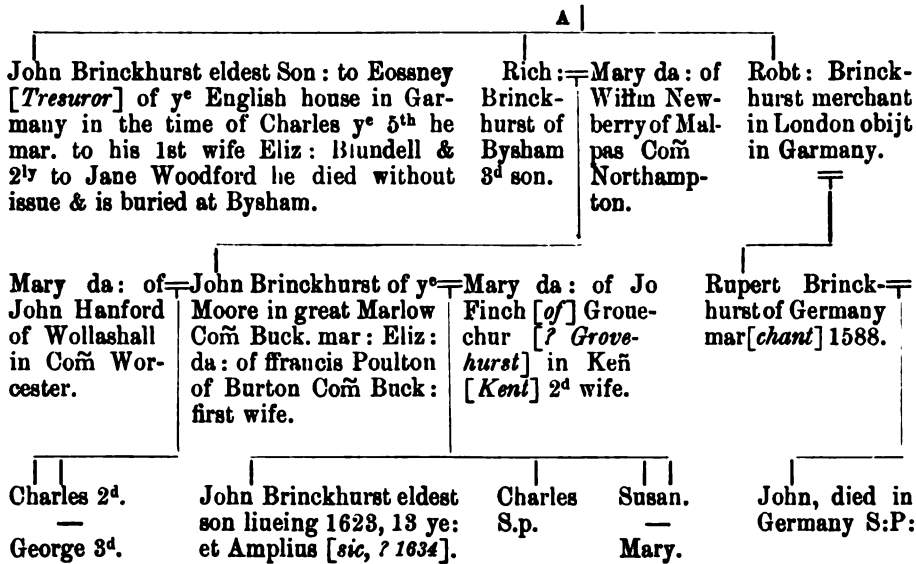 A
John Brinckhurst eldest Son : to Eossney
[Tresuror] of yᵉ English house in Gar-
many in the time of Charles yᵉ 5ᵗʰ he
mar. to his 1st wife Eliz : Blundell &
2ˡʸ to Jane Woodford he died without
issue & is buried at Bysham.
Rich :
Brinck-
hurst of
Bysham
3ᵈ son.
Mary da : of
Willm New-
berry of Mal-
pas Com̃
Northamp-
ton.
Robt : Brinck-
hurst merchant
in London obijt
in Garmany.
Mary da : of
John Hanford
of Wollashall
in Com̃ Wor-
cester.
John Brinckhurst of yᵉ
Moore in great Marlow
Com̃ Buck. mar : Eliz :
da : of ffrancis Poulton
of Burton Com̃ Buck :
first wife.
Mary da : of Jo
Finch [of] Groue-
chur [? Grove-
hurst] in Keñ
[Kent] 2ᵈ wife.
Rupert Brinck-
hurst of Germany
mar[chant] 1588.
Charles 2ᵈ.
—
George 3ᵈ.
John Brinckhurst eldest
son liueing 1623, 13 ye :
et Amplius [sic, ? 1634].
Charles
S.p.
Susan.
—
Mary.
John, died in
Germany S:P: